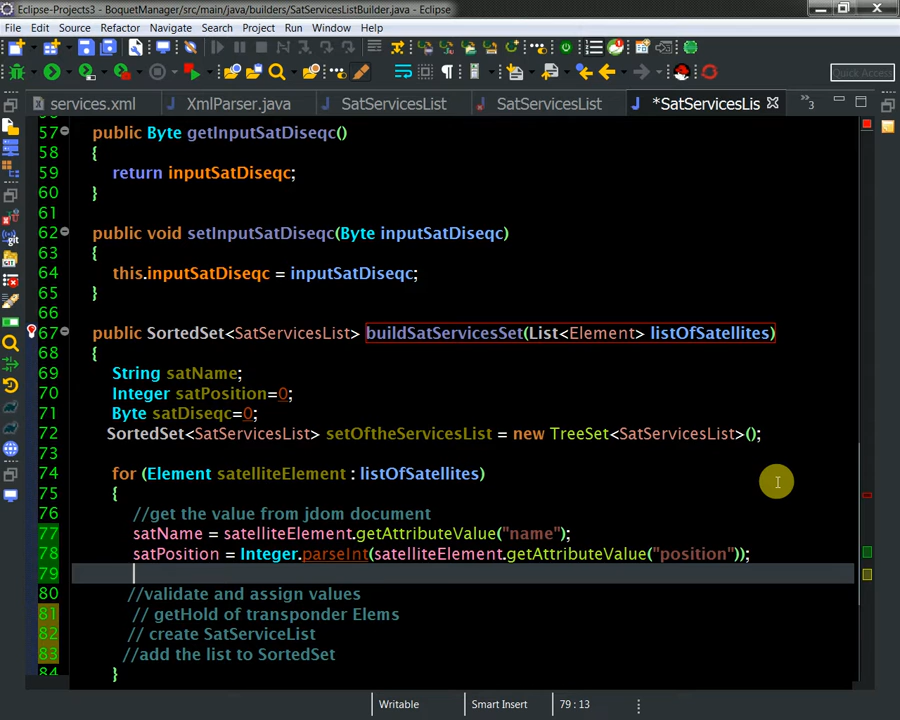 Eclipse-Projects3 - BoquetManager/src/main/java/builders/SatServicesListBuilder.java - Eclipse
File Edit Source Refactor Navigate Search Project Run Window Help
Quick Access
services.xml XmlParser.java SatServicesList SatServicesList *SatServicesLis »3
57 public Byte getInputSatDiseqc()
58 {
59 return inputSatDiseqc;
60 }
61
62 public void setInputSatDiseqc(Byte inputSatDiseqc)
63 {
64 this.inputSatDiseqc = inputSatDiseqc;
65 }
66
67 public SortedSet<SatServicesList> buildSatServicesSet(List<Element> listOfSatellites)
68 {
69 String satName;
70 Integer satPosition=0;
71 Byte satDiseqc=0;
72 SortedSet<SatServicesList> setOftheServicesList = new TreeSet<SatServicesList>();
73
74 for (Element satelliteElement : listOfSatellites)
75 {
76 //get the value from jdom document
77 satName = satelliteElement.getAttributeValue("name");
78 satPosition = Integer.parseInt(satelliteElement.getAttributeValue("position"));
79
80 //validate and assign values
81 // getHold of transponder Elems
82 // create SatServiceList
83 //add the list to SortedSet
84 }
Writable Smart Insert 79 : 13